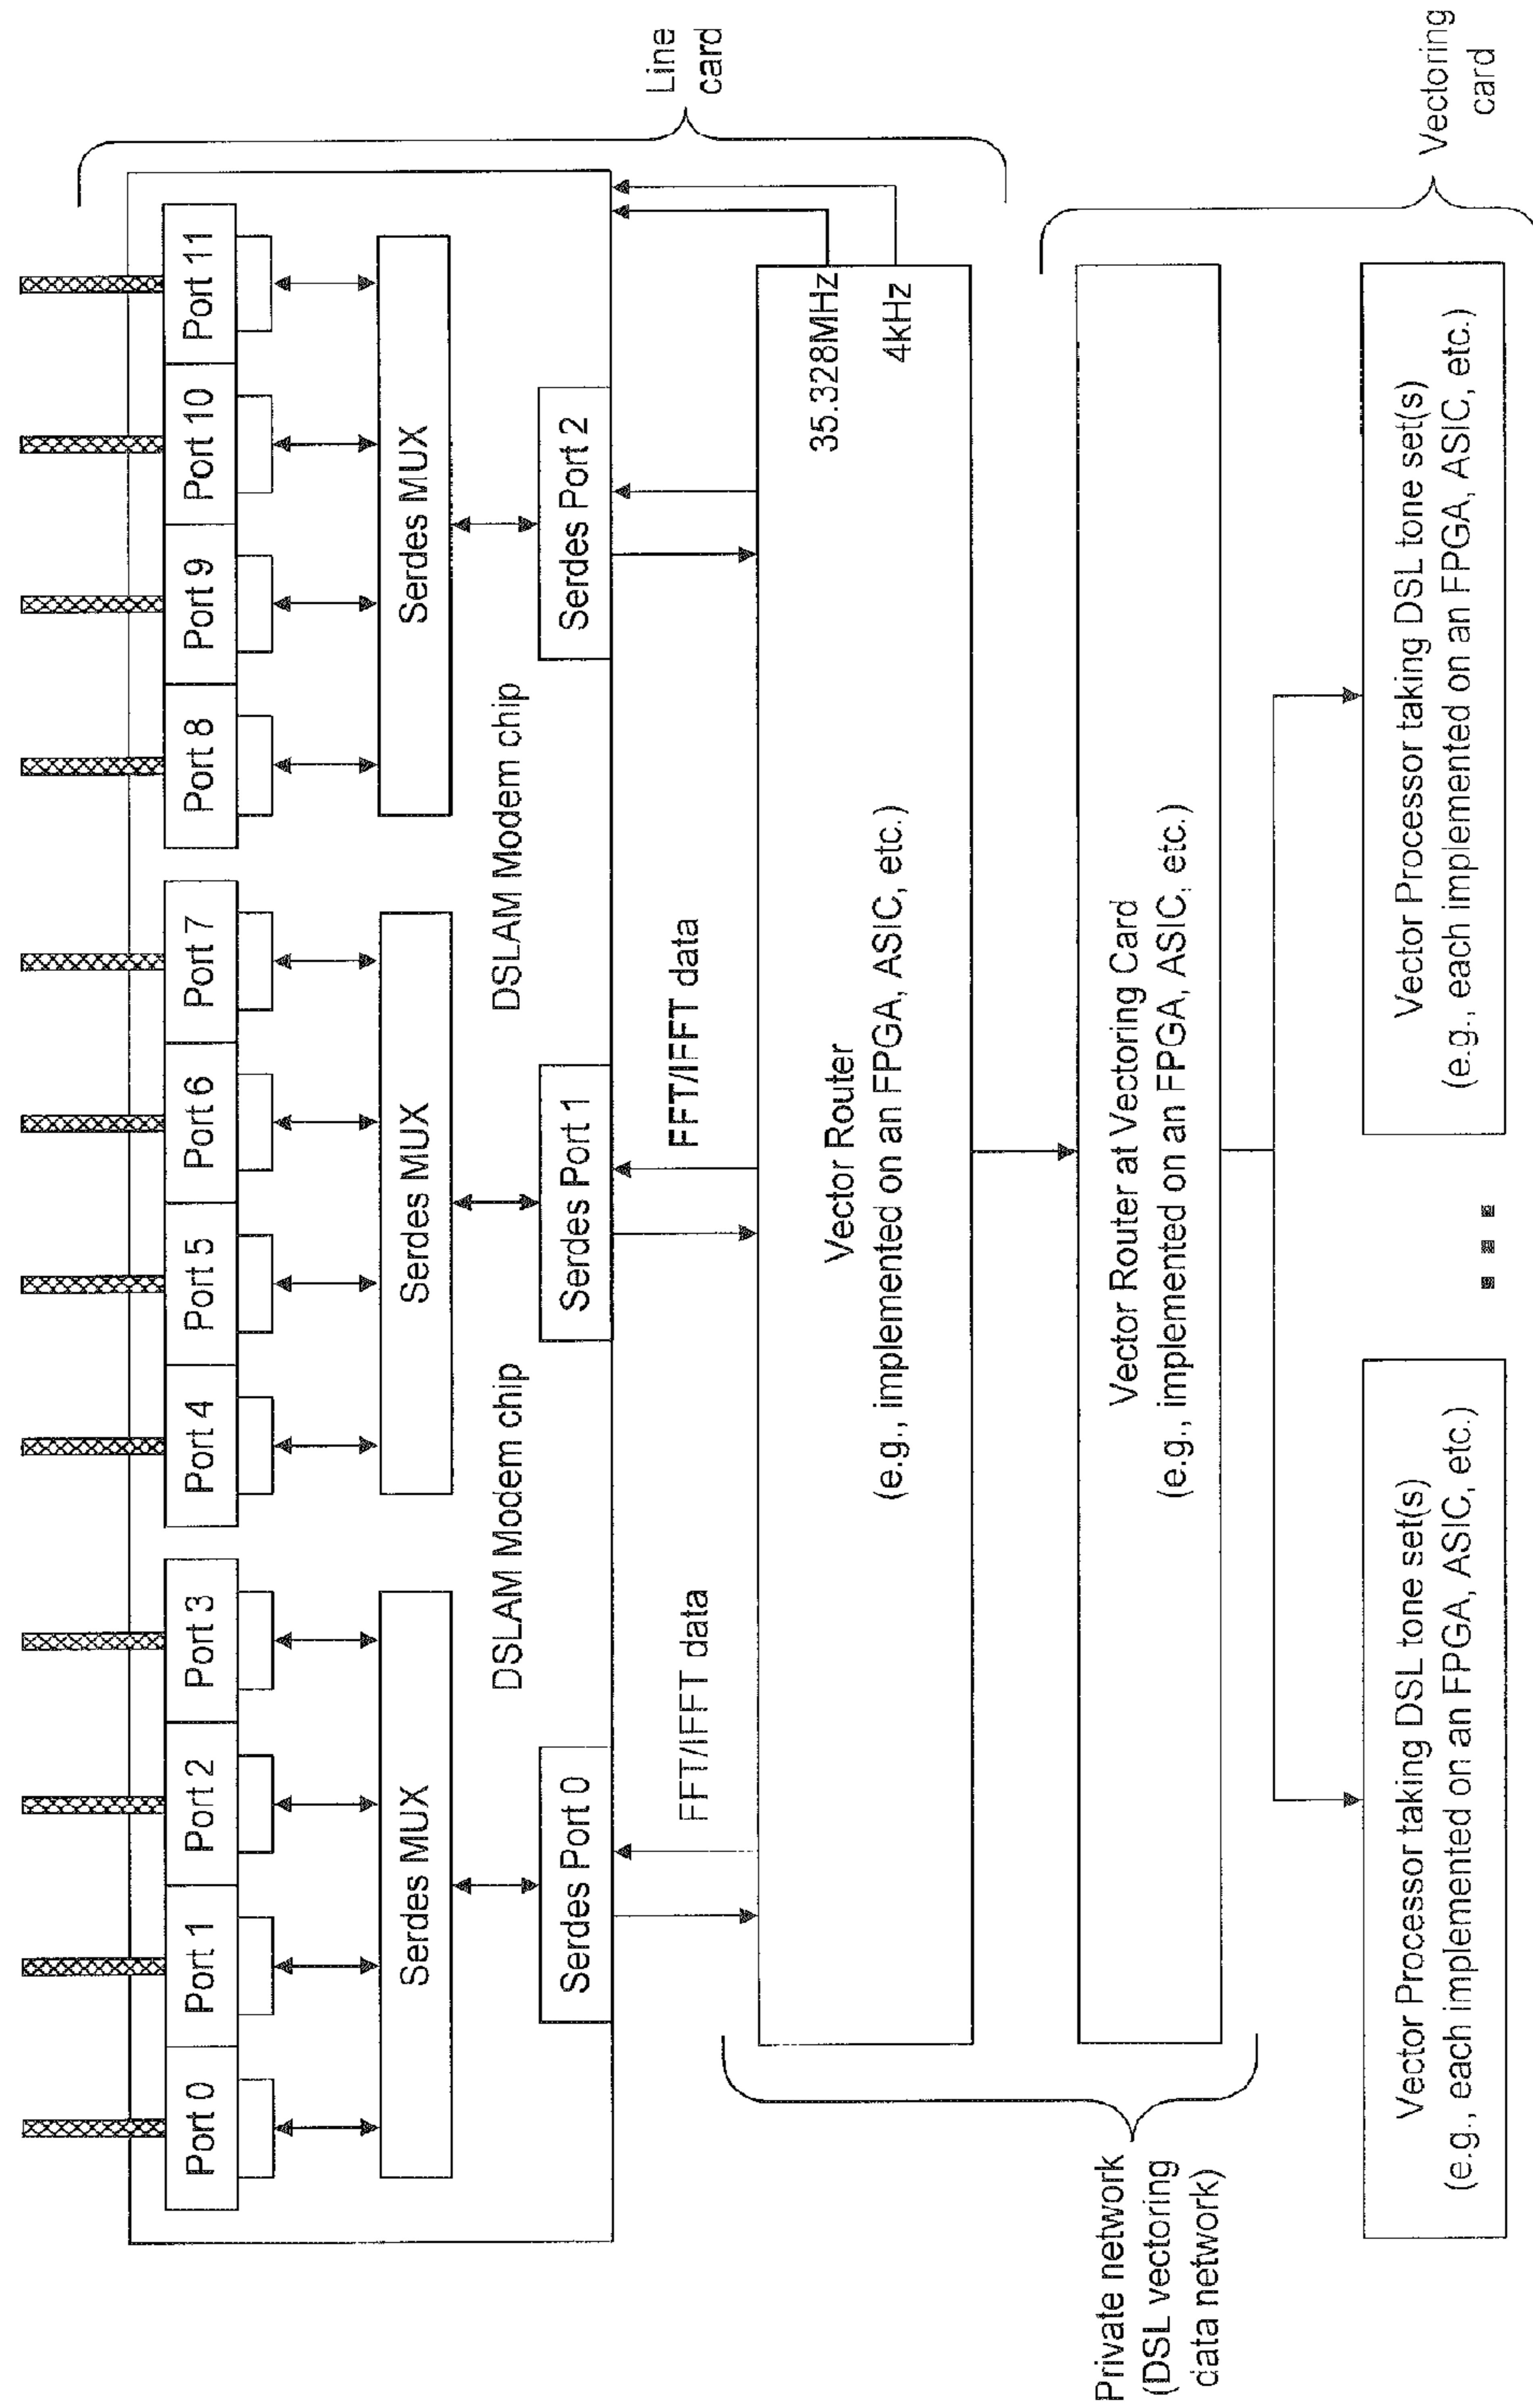 Port 0
Port 1
Port 2
Port 3
Port 4
Port 5
Port 6
Port 7
Port 8
Port 9
Port 10
Port 11
Serdes MUX
Serdes MUX
Serdes MUX
DSLAM Modem chip
DSLAM Modem chip
Serdes Port 0
Serdes Port 1
Serdes Port 2
Line
card
FFT/IFFT data
FFT/IFFT data
35.328MHz
4kHz
Vector Router
(e.g., implemented on an FPGA, ASIC, etc.)
Private network
(DSL vectoring
data network)
Vector Router at Vectoring Card
(e.g., implemented on an FPGA, ASIC, etc.)
Vectoring
card
Vector Processor taking DSL tone set(s)
(e.g., each implemented on an FPGA, ASIC, etc.)
Vector Processor taking DSL tone set(s)
(e.g., each implemented on an FPGA, ASIC, etc.)